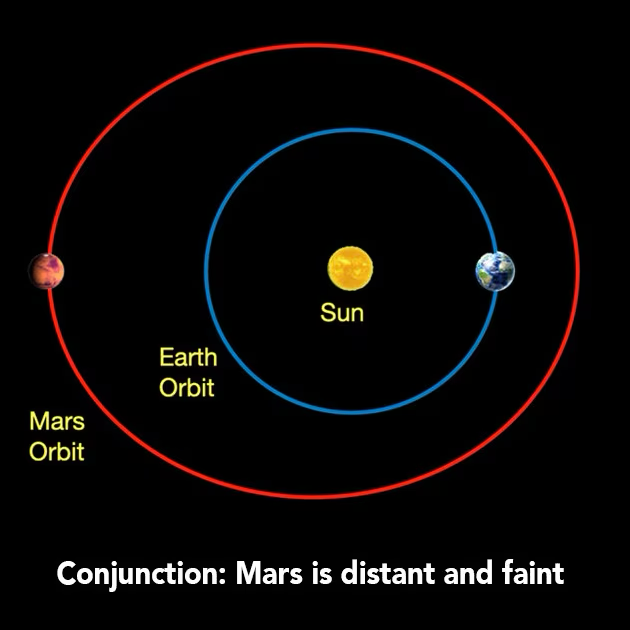 Sun
Earth
Orbit
Mars
Orbit
Conjunction: Mars is distant and faint